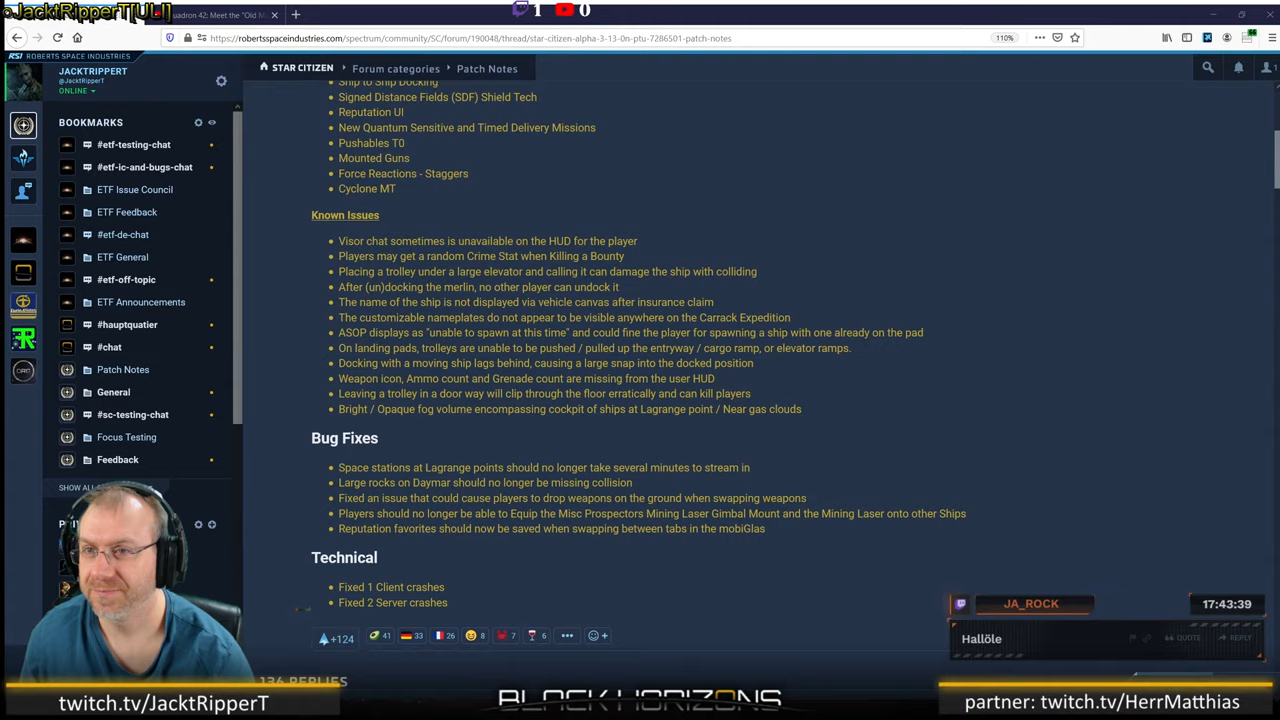 JacktRipperT[ULI]
quadron 42: Meet the "Old M
1
0
https://robertsspaceindustries.com/spectrum/community/SC/forum/190048/thread/star-citizen-alpha-3-13-0n-ptu-7286501-patch-notes
110%
RSI ROBERTS SPACE INDUSTRIES
JACKTRIPPERT
@JacktRipperT
ONLINE
STAR CITIZEN
Forum categories
Patch Notes
BOOKMARKS
#etf-testing-chat
#etf-ic-and-bugs-chat
ETF Issue Council
ETF Feedback
#etf-de-chat
ETF General
#etf-off-topic
ETF Announcements
#hauptquatier
#chat
Patch Notes
General
#sc-testing-chat
Focus Testing
Feedback
Ship to Ship Docking
Signed Distance Fields (SDF) Shield Tech
Reputation UI
New Quantum Sensitive and Timed Delivery Missions
Pushables T0
Mounted Guns
Force Reactions - Staggers
Cyclone MT
Known Issues
Visor chat sometimes is unavailable on the HUD for the player
Players may get a random Crime Stat when Killing a Bounty
Placing a trolley under a large elevator and calling it can damage the ship with colliding
After (un)docking the merlin, no other player can undock it
The name of the ship is not displayed via vehicle canvas after insurance claim
The customizable nameplates do not appear to be visible anywhere on the Carrack Expedition
ASOP displays as "unable to spawn at this time" and could fine the player for spawning a ship with one already on the pad
On landing pads, trolleys are unable to be pushed / pulled up the entryway / cargo ramp, or elevator ramps.
Docking with a moving ship lags behind, causing a large snap into the docked position
Weapon icon, Ammo count and Grenade count are missing from the user HUD
Leaving a trolley in a door way will clip through the floor erratically and can kill players
Bright / Opaque fog volume encompassing cockpit of ships at Lagrange point / Near gas clouds
Bug Fixes
Space stations at Lagrange points should no longer take several minutes to stream in
Large rocks on Daymar should no longer be missing collision
Fixed an issue that could cause players to drop weapons on the ground when swapping weapons
Players should no longer be able to Equip the Misc Prospectors Mining Laser Gimbal Mount and the Mining Laser onto other Ships
Reputation favorites should now be saved when swapping between tabs in the mobiGlas
Technical
Fixed 1 Client crashes
Fixed 2 Server crashes
+124
41
33
26
8
7
6
136 REPLIES
JA_ROCK
17:43:39
Hallöle
QUOTE
REPLY
twitch.tv/JacktRipperT
BLACK HORIZONS
partner: twitch.tv/HerrMatthias